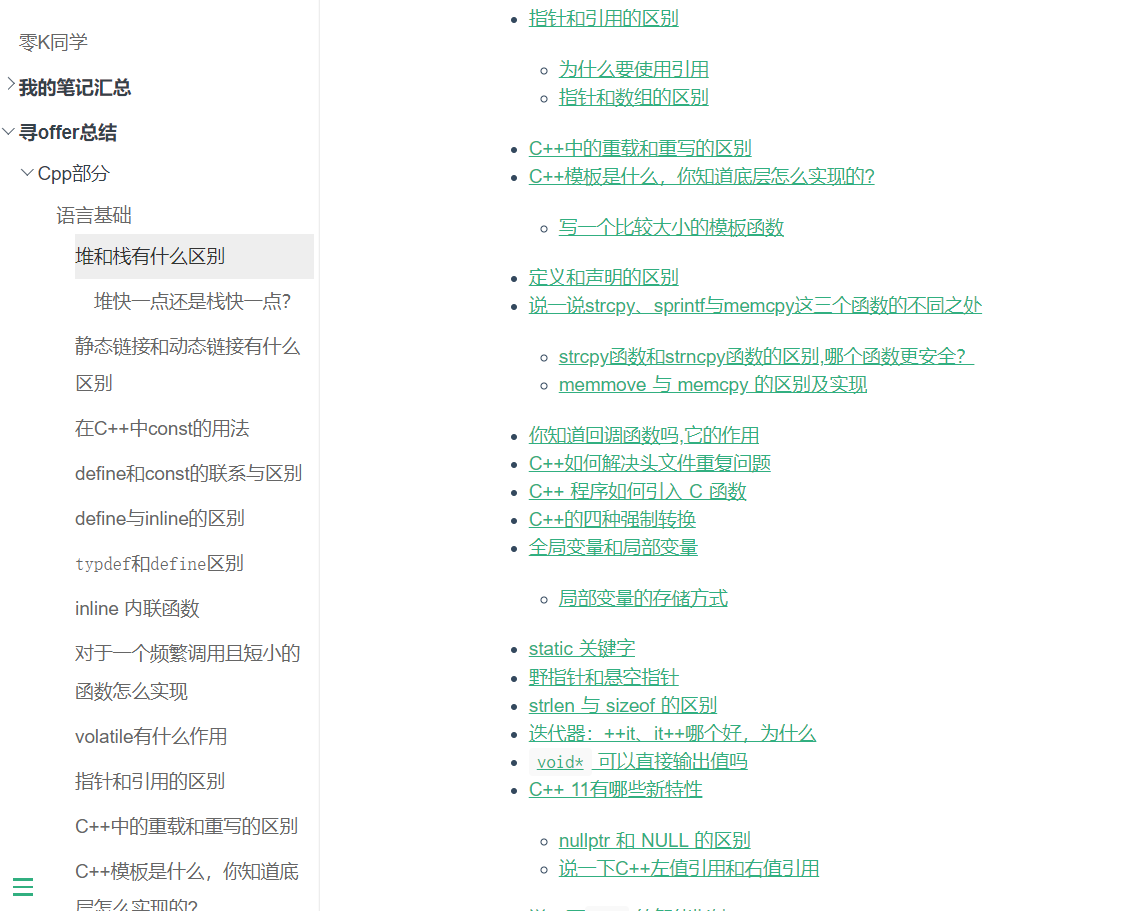 零K同学
我的笔记汇总
寻offer总结
Cpp部分
语言基础
堆和栈有什么区别
堆快一点还是栈快一点？
静态链接和动态链接有什么
区别
在C++中const的用法
define和const的联系与区别
define与inline的区别
typdef和define区别
inline 内联函数
对于一个频繁调用且短小的
函数怎么实现
volatile有什么作用
指针和引用的区别
C++中的重载和重写的区别
C++模板是什么，你知道底
层怎么实现的？
指针和引用的区别
为什么要使用引用
指针和数组的区别
C++中的重载和重写的区别
C++模板是什么，你知道底层怎么实现的？
写一个比较大小的模板函数
定义和声明的区别
说一说strcpy、sprintf与memcpy这三个函数的不同之处
strcpy函数和strncpy函数的区别,哪个函数更安全？
memmove 与 memcpy 的区别及实现
你知道回调函数吗,它的作用
C++如何解决头文件重复问题
C++ 程序如何引入 C 函数
C++的四种强制转换
全局变量和局部变量
局部变量的存储方式
static 关键字
野指针和悬空指针
strlen 与 sizeof 的区别
迭代器：++it、it++哪个好，为什么
void* 可以直接输出值吗
C++ 11有哪些新特性
nullptr 和 NULL 的区别
说一下C++左值引用和右值引用